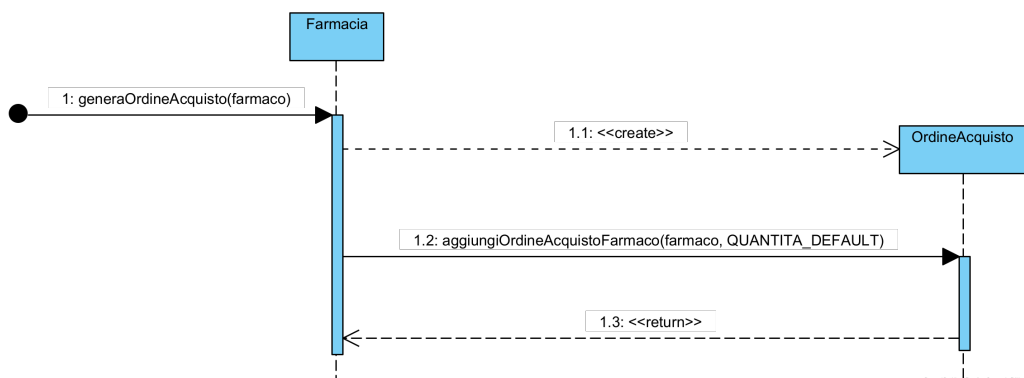 Farmacia
1: generaOrdineAcquisto(farmaco)
1.1: <<create>>
OrdineAcquisto
1.2: aggiungiOrdineAcquistoFarmaco(farmaco, QUANTITA_DEFAULT)
1.3: <<return>>